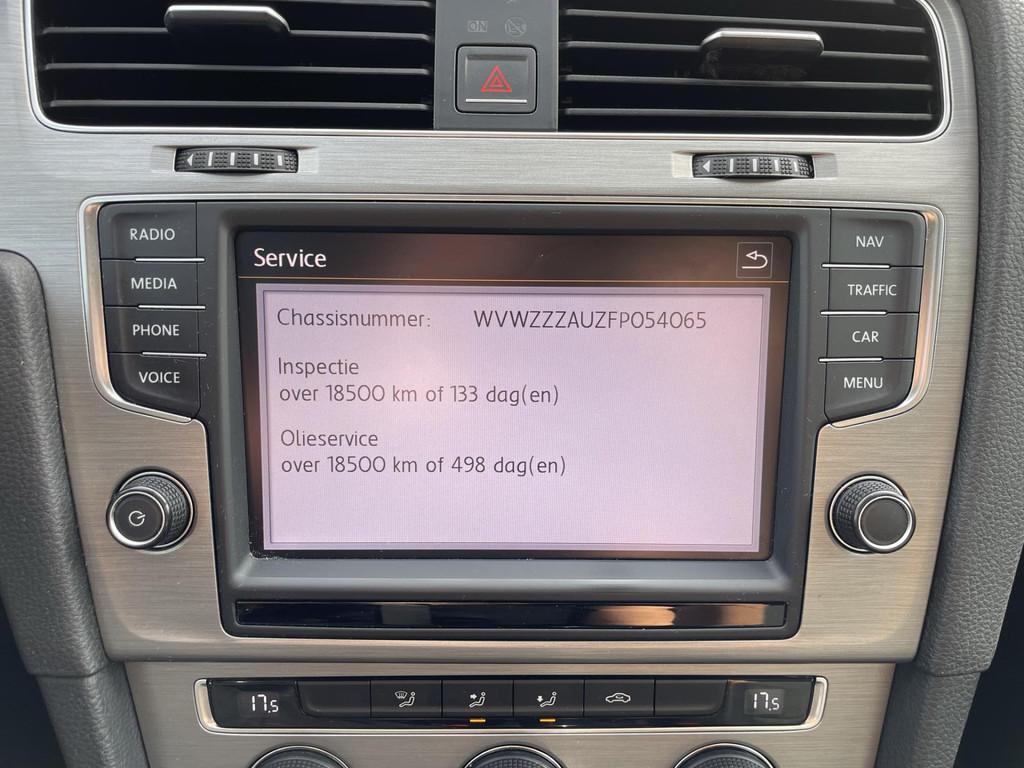 ON
RADIO
MEDIA
PHONE
VOICE
Service
Chassisnummer: WVWZZZAUZFP054065
Inspectie
over 18500 km of 133 dag(en)
Olieservice
over 18500 km of 498 dag(en)
NAV
TRAFFIC
CAR
MENU
17.5
17.5